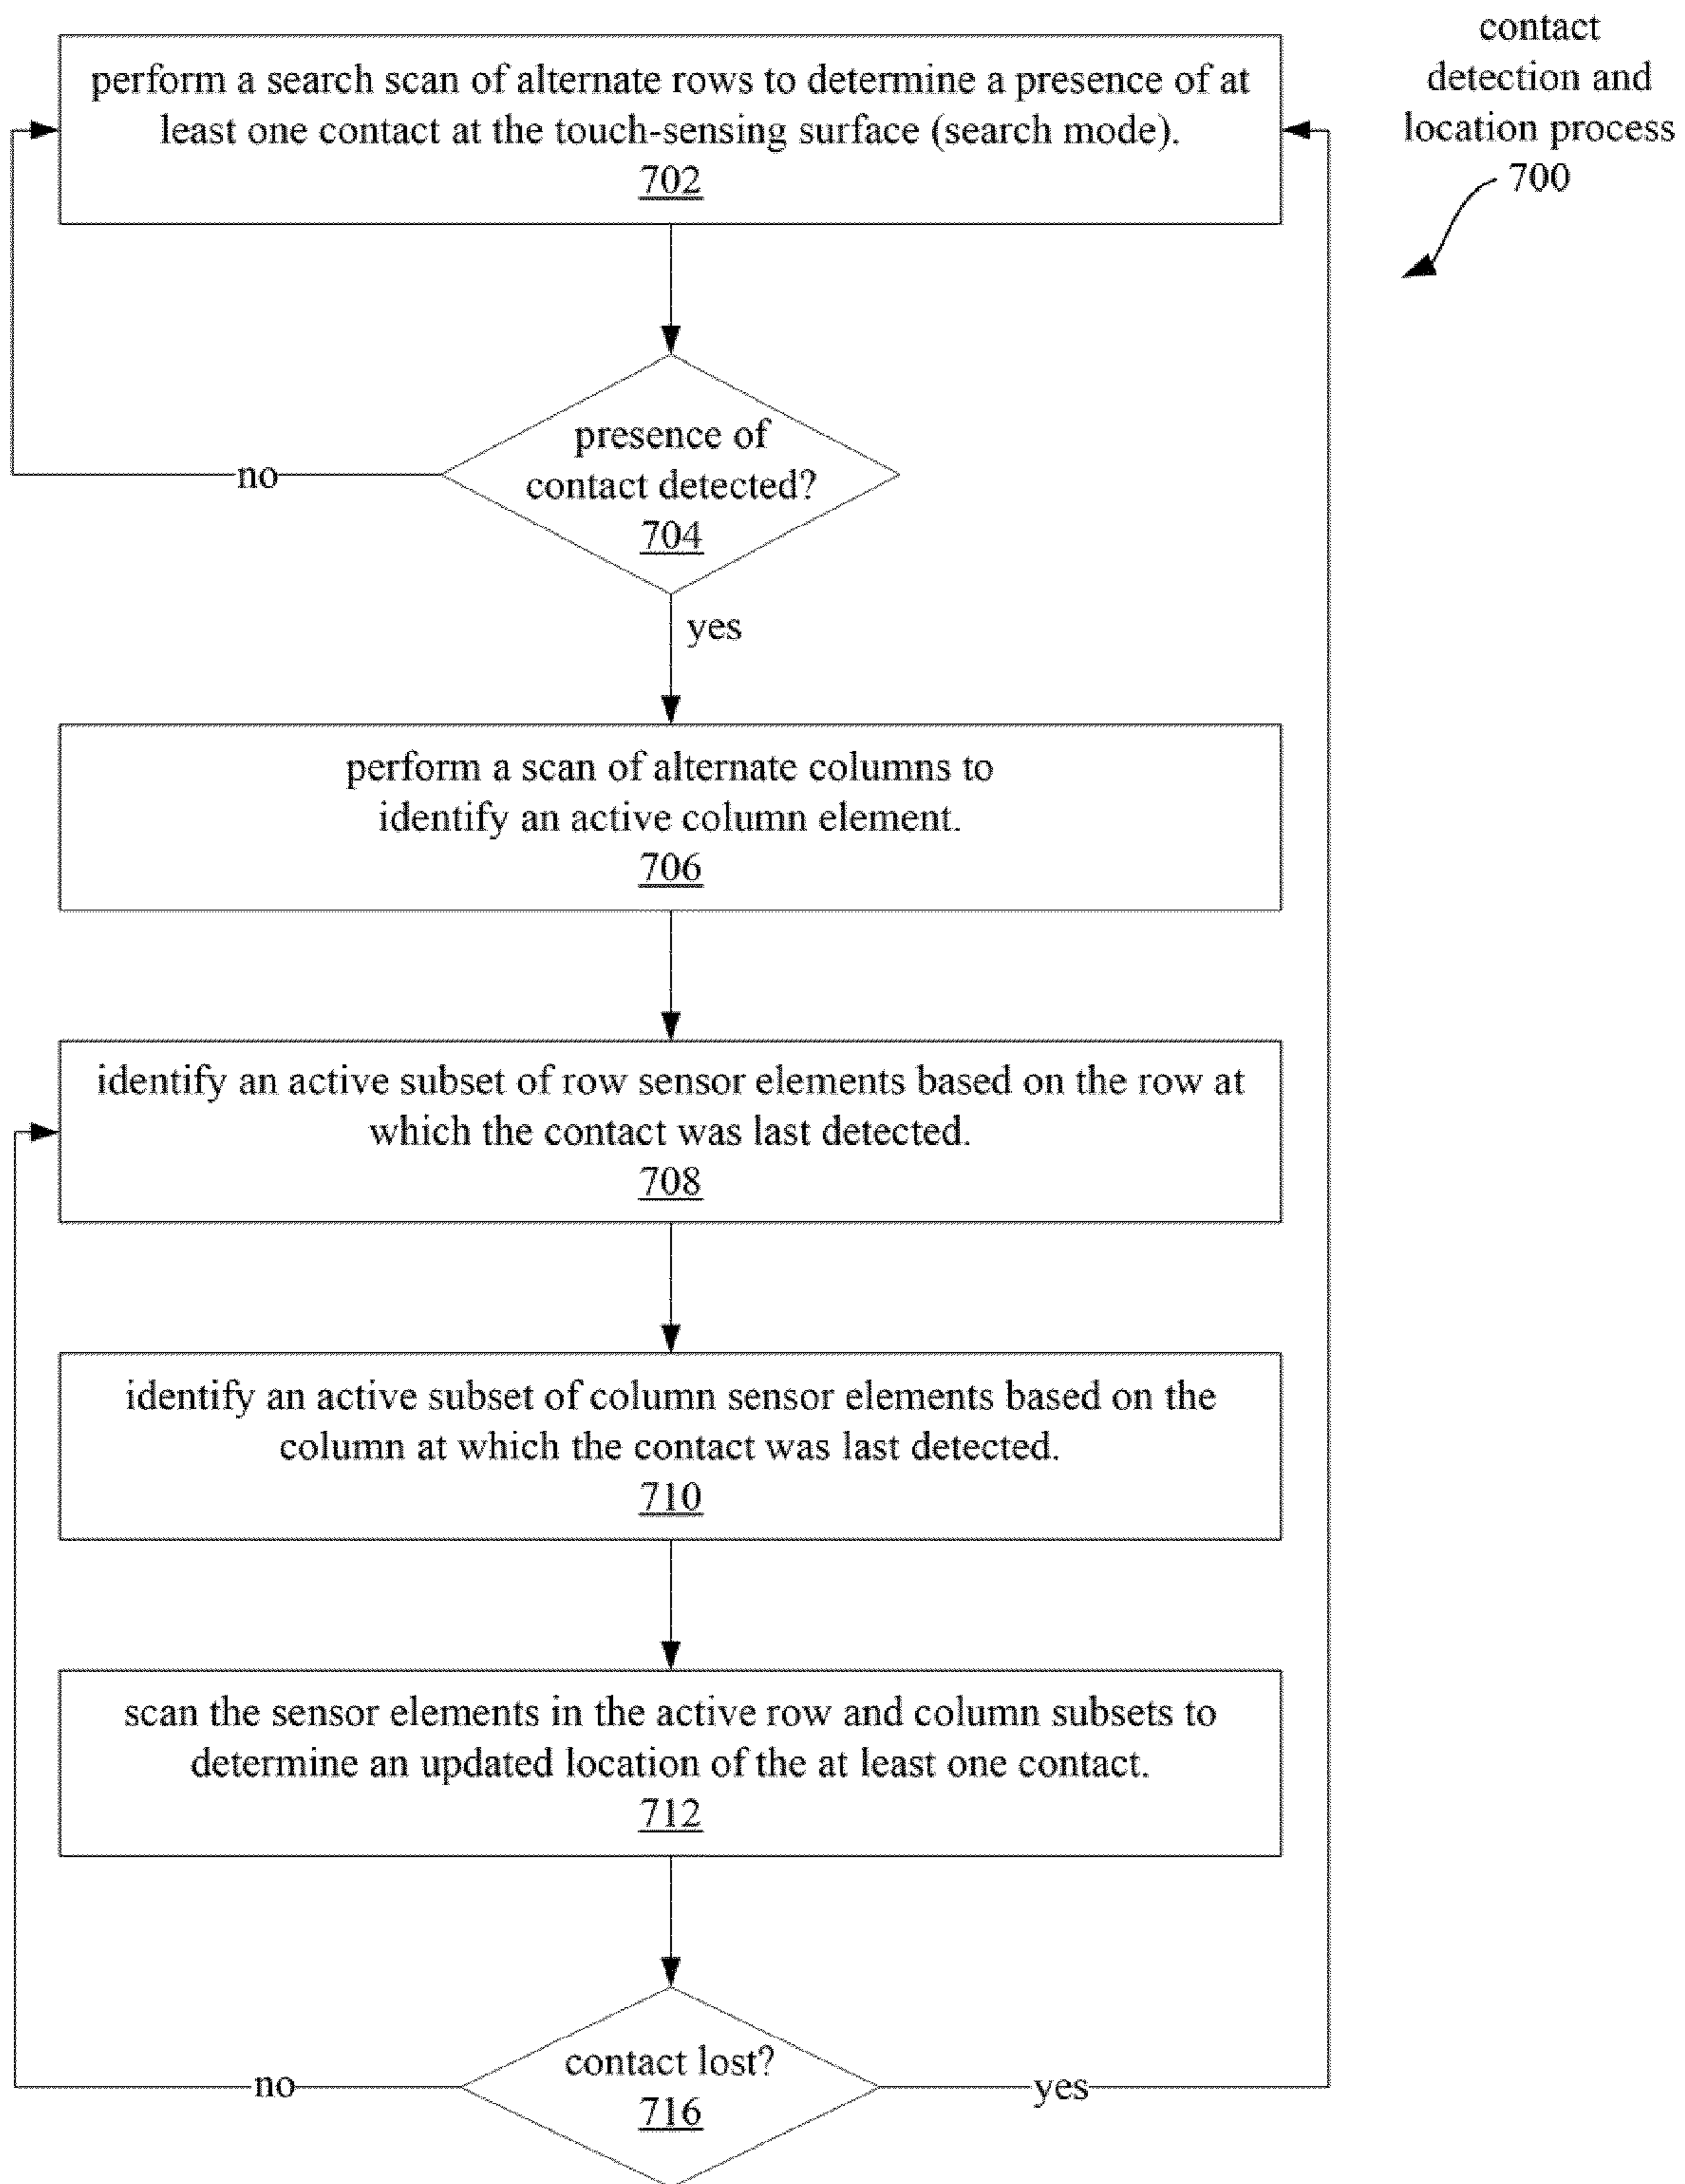 contact
detection and
location process
700
perform a search scan of alternate rows to determine a presence of at
least one contact at the touch-sensing surface (search mode).
702
presence of
contact detected?
704
no
yes
perform a scan of alternate columns to
identify an active column element.
706
identify an active subset of row sensor elements based on the row at
which the contact was last detected.
708
identify an active subset of column sensor elements based on the
column at which the contact was last detected.
710
scan the sensor elements in the active row and column subsets to
determine an updated location of the at least one contact.
712
contact lost?
716
no
yes